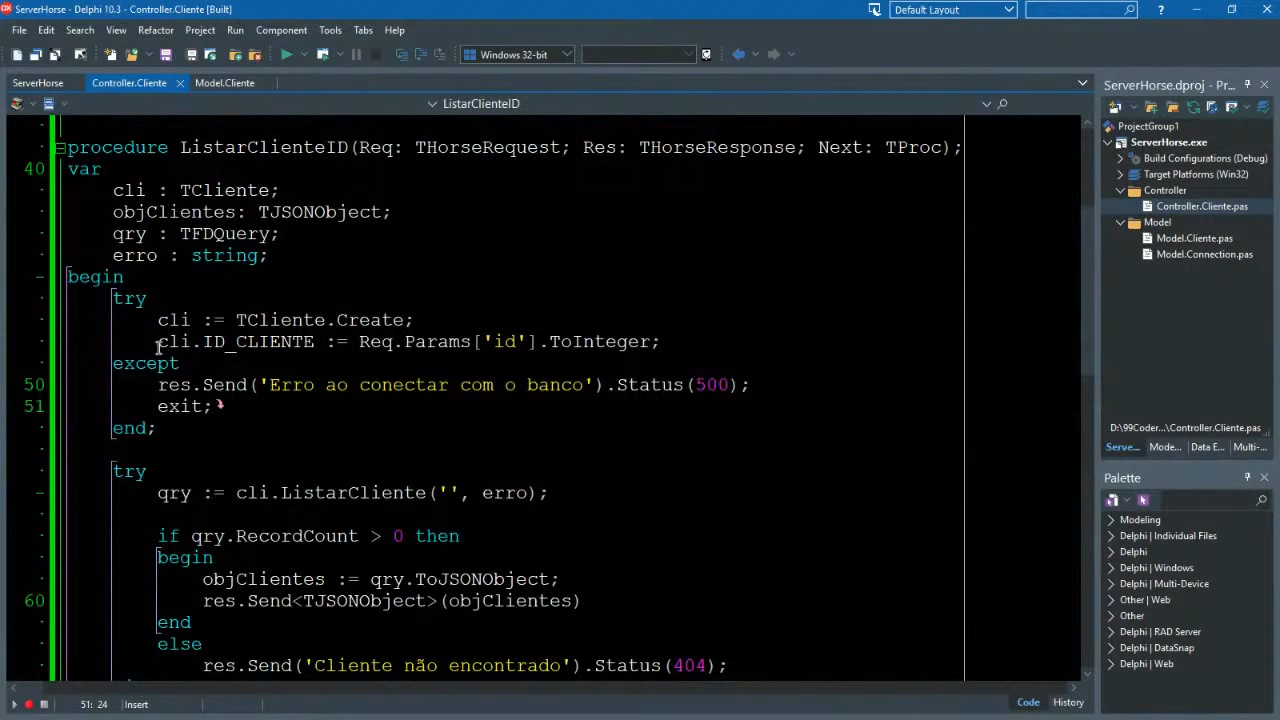 ServerHorse - Delphi 10.3 - Controller.Cliente [Built]
Default Layout
File Edit Search View Refactor Project Run Component Tools Tabs Help
Windows 32-bit
ServerHorse Controller.Cliente Model.Cliente
ListarClienteID
procedure ListarClienteID(Req: THorseRequest; Res: THorseResponse; Next: TProc);
40 var
cli : TCliente;
objClientes: TJSONObject;
qry : TFDQuery;
erro : string;
begin
try
cli := TCliente.Create;
cli.ID_CLIENTE := Req.Params['id'].ToInteger;
except
50 res.Send('Erro ao conectar com o banco').Status(500);
51 exit;
end;
try
qry := cli.ListarCliente('', erro);
if qry.RecordCount > 0 then
begin
objClientes := qry.ToJSONObject;
60 res.Send<TJSONObject>(objClientes)
end
else
res.Send('Cliente não encontrado').Status(404);
51: 24 Insert
Code History
ServerHorse.dproj - Pr...
ProjectGroup1
ServerHorse.exe
Build Configurations (Debug)
Target Platforms (Win32)
Controller
Controller.Cliente.pas
Model
Model.Cliente.pas
Model.Connection.pas
D:\99Coder...\Controller.Cliente.pas
Serve... Mode... Data E... Multi-...
Palette
Modeling
Delphi | Individual Files
Delphi
Delphi | Windows
Delphi | Multi-Device
Other | Web
Other
Delphi | RAD Server
Delphi | DataSnap
Delphi | Web